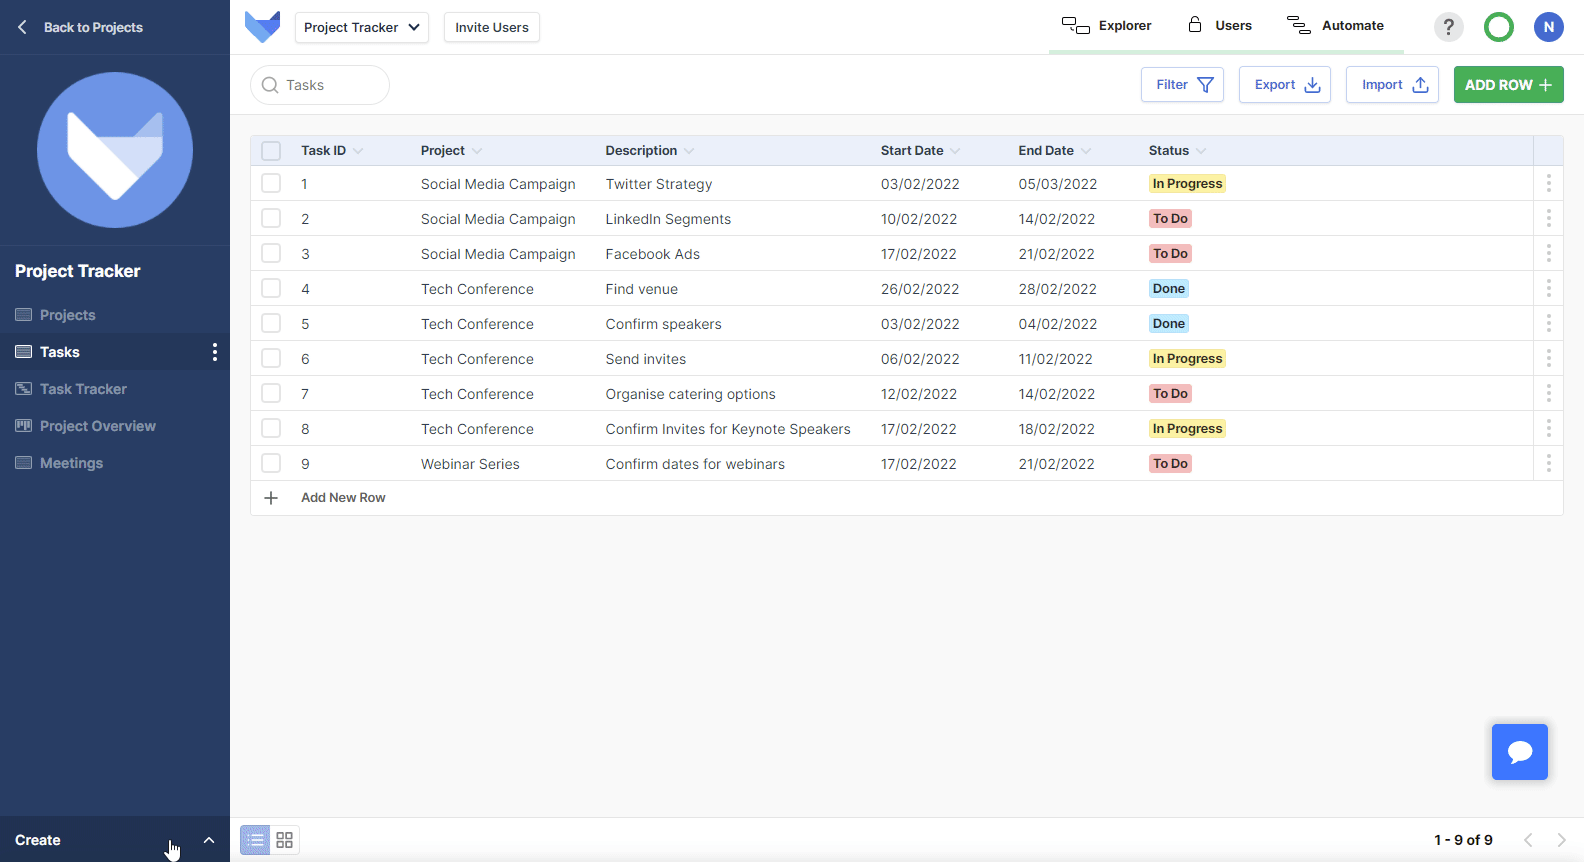 Back to Projects
Project Tracker
Invite Users
Explorer
Users
Automate
?
N
Tasks
Filter
Export
Import
ADD ROW
Project Tracker
Projects
Tasks
Task Tracker
Project Overview
Meetings
Task ID Project Description Start Date End Date Status
1 Social Media Campaign Twitter Strategy 03/02/2022 05/03/2022 In Progress
2 Social Media Campaign LinkedIn Segments 10/02/2022 14/02/2022 To Do
3 Social Media Campaign Facebook Ads 17/02/2022 21/02/2022 To Do
4 Tech Conference Find venue 26/02/2022 28/02/2022 Done
5 Tech Conference Confirm speakers 03/02/2022 04/02/2022 Done
6 Tech Conference Send invites 06/02/2022 11/02/2022 In Progress
7 Tech Conference Organise catering options 12/02/2022 14/02/2022 To Do
8 Tech Conference Confirm Invites for Keynote Speakers 17/02/2022 18/02/2022 In Progress
9 Webinar Series Confirm dates for webinars 17/02/2022 21/02/2022 To Do
Add New Row
Create
1 - 9 of 9